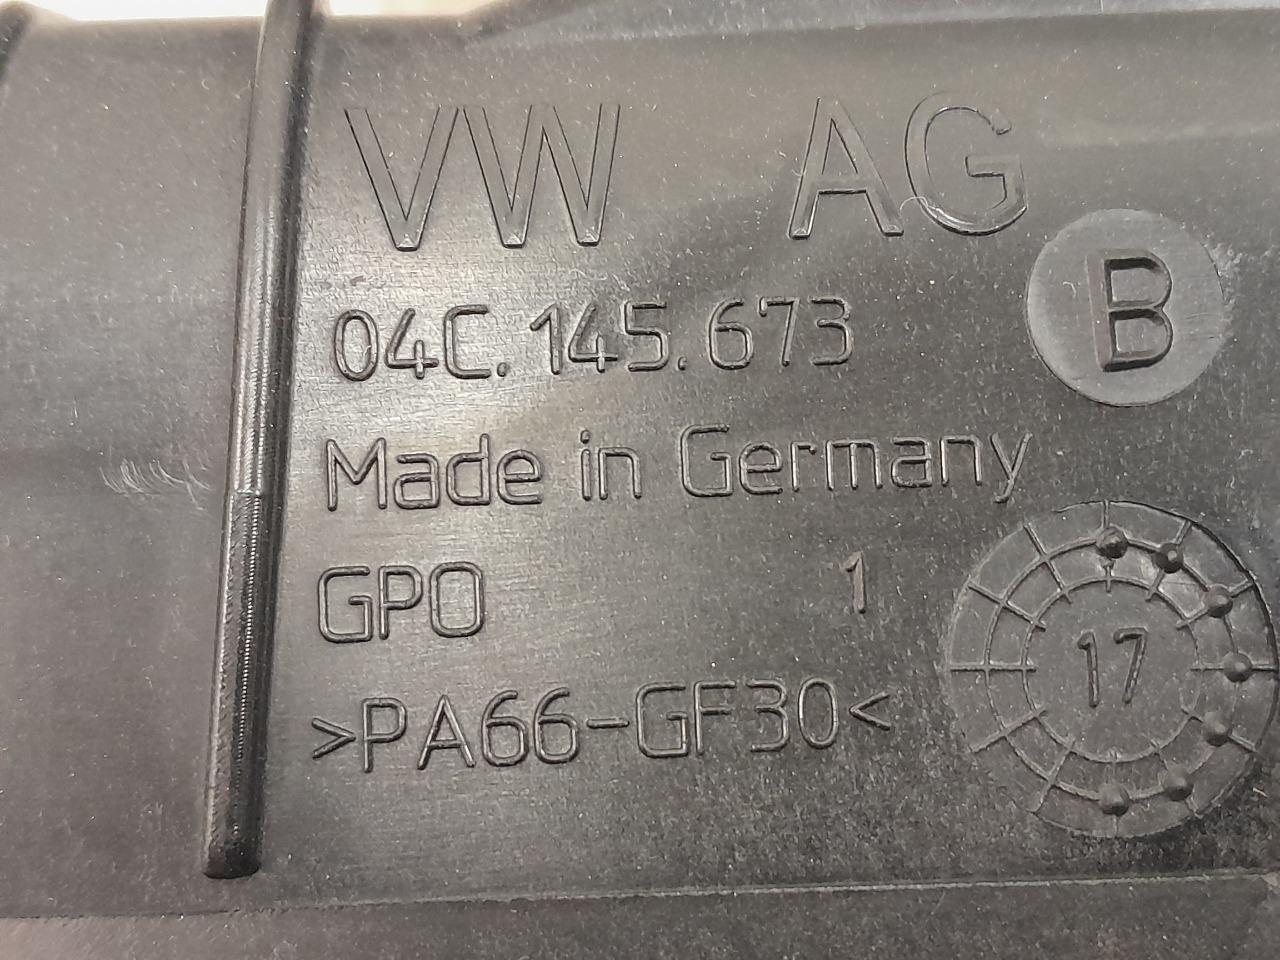 VW AG
04C.145.673 B
Made in Germany
GPO 1
17
>PA66-GF30<